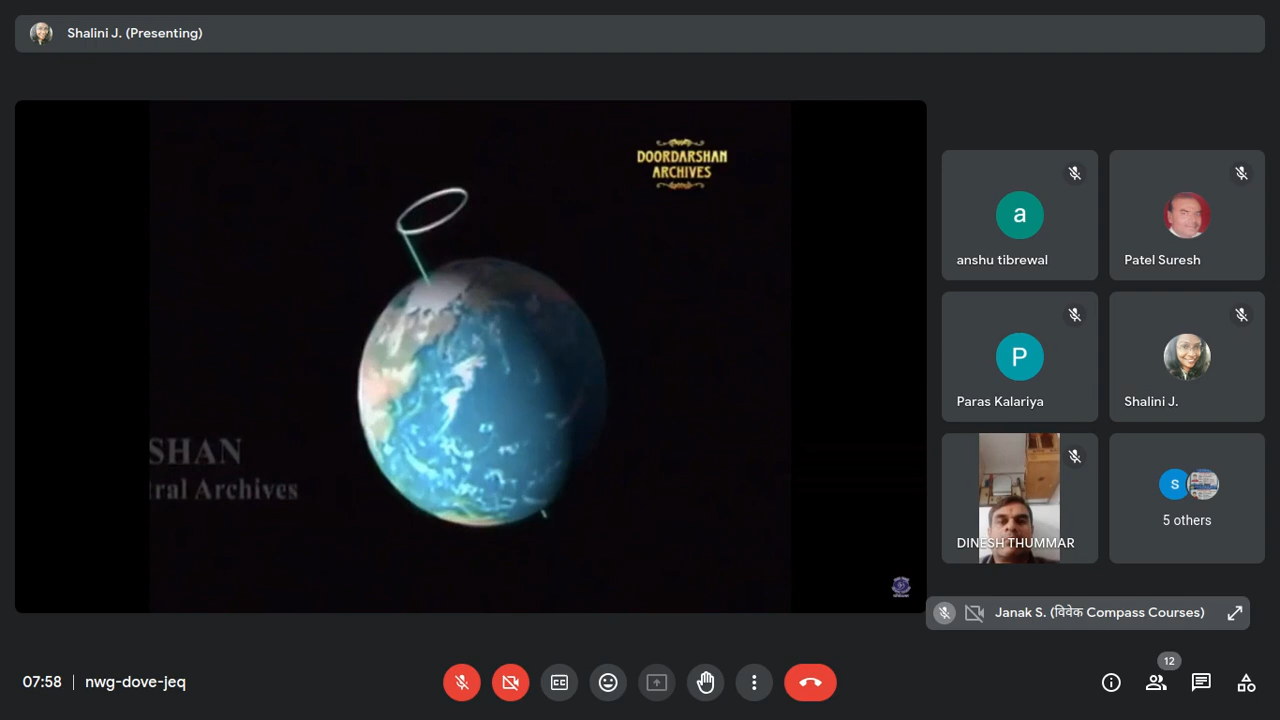 Shalini J. (Presenting)
DOORDARSHAN
ARCHIVES
SHAN
ral Archives
a
anshu tibrewal
Patel Suresh
P
Paras Kalariya
Shalini J.
DINESH THUMMAR
s
5 others
Janak S. (विवेक Compass Courses)
07:58 | nwg-dove-jeq
12